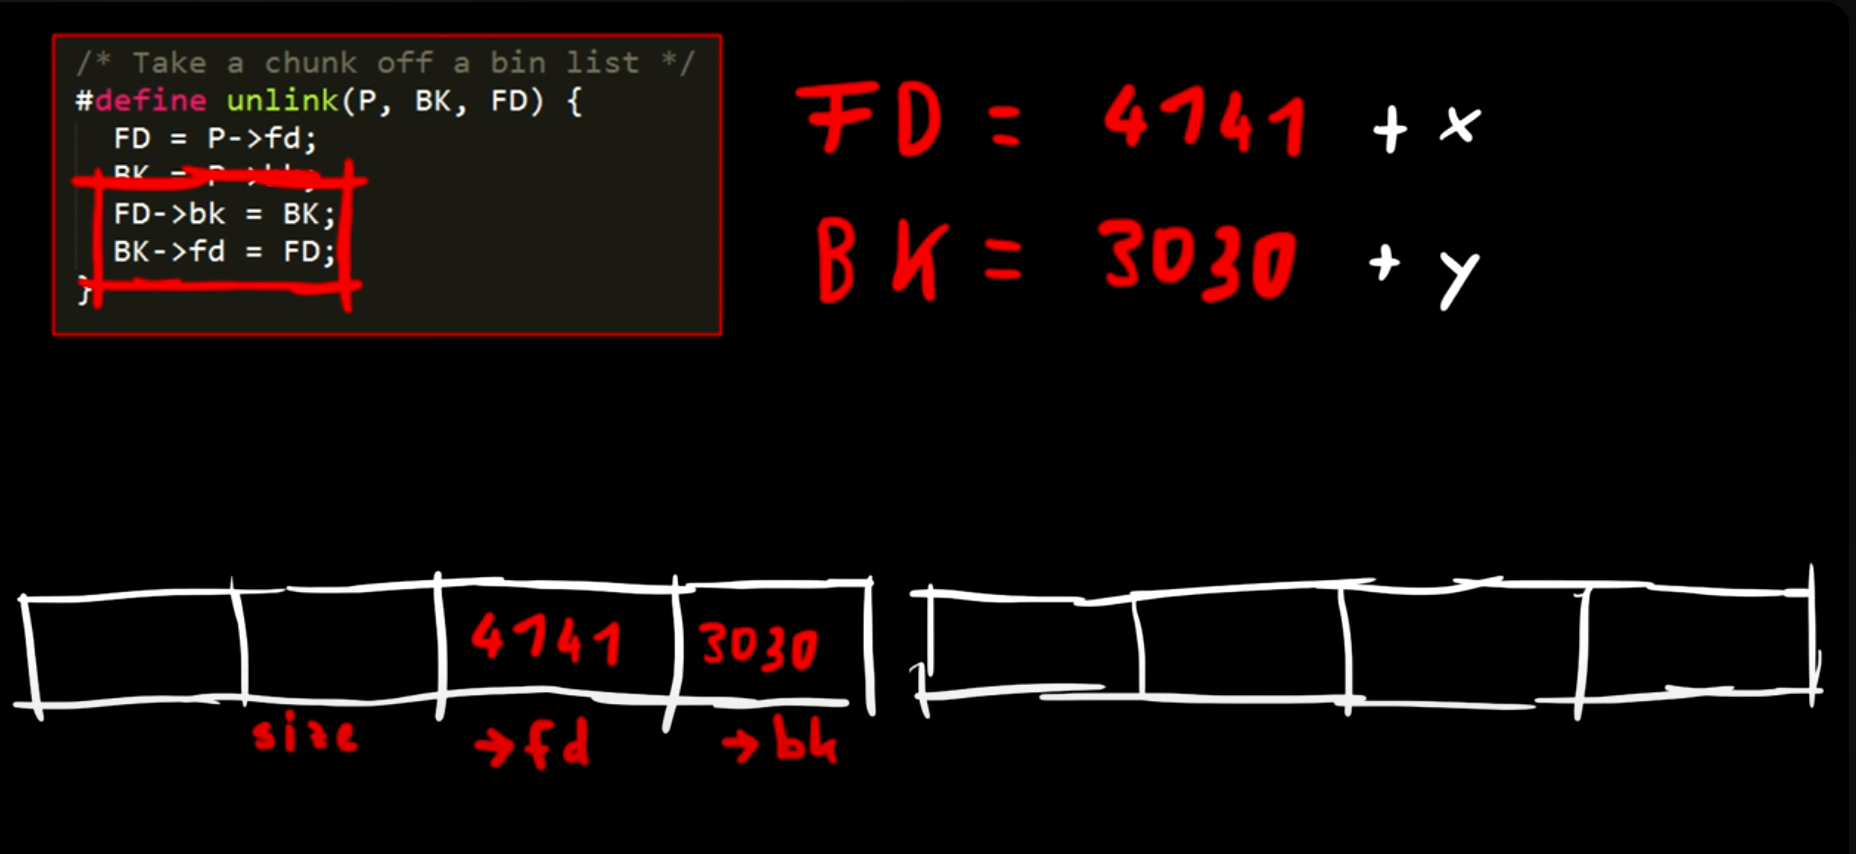 /* Take a chunk off a bin list */
#define unlink(P, BK, FD) {
FD = P->fd;
BK = P->bk;
FD->bk = BK;
BK->fd = FD;
}
FD = 4141 + x
BK = 3030 + y
4141 3030
size →fd →bk